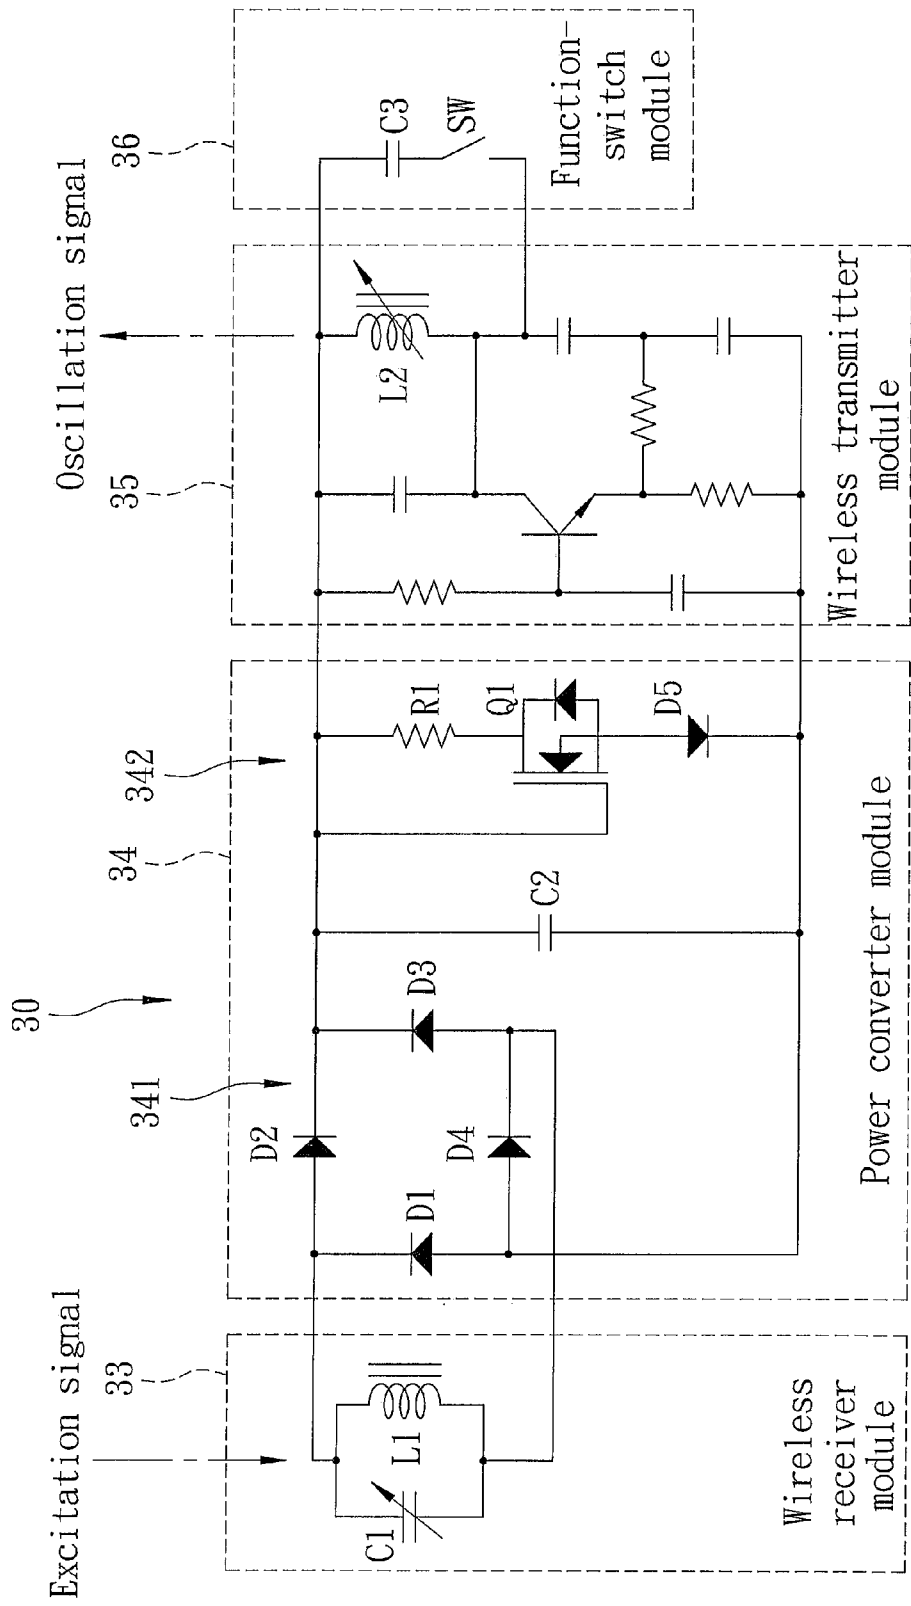 Excitation signal
33
C1
L1
Wireless
receiver
module
30
34
341
342
D2
D1
D4
D3
C2
R1
Q1
D5
Power converter module
Oscillation signal
35
L2
Wireless transmitter
module
36
C3
SW
Function-
switch
module